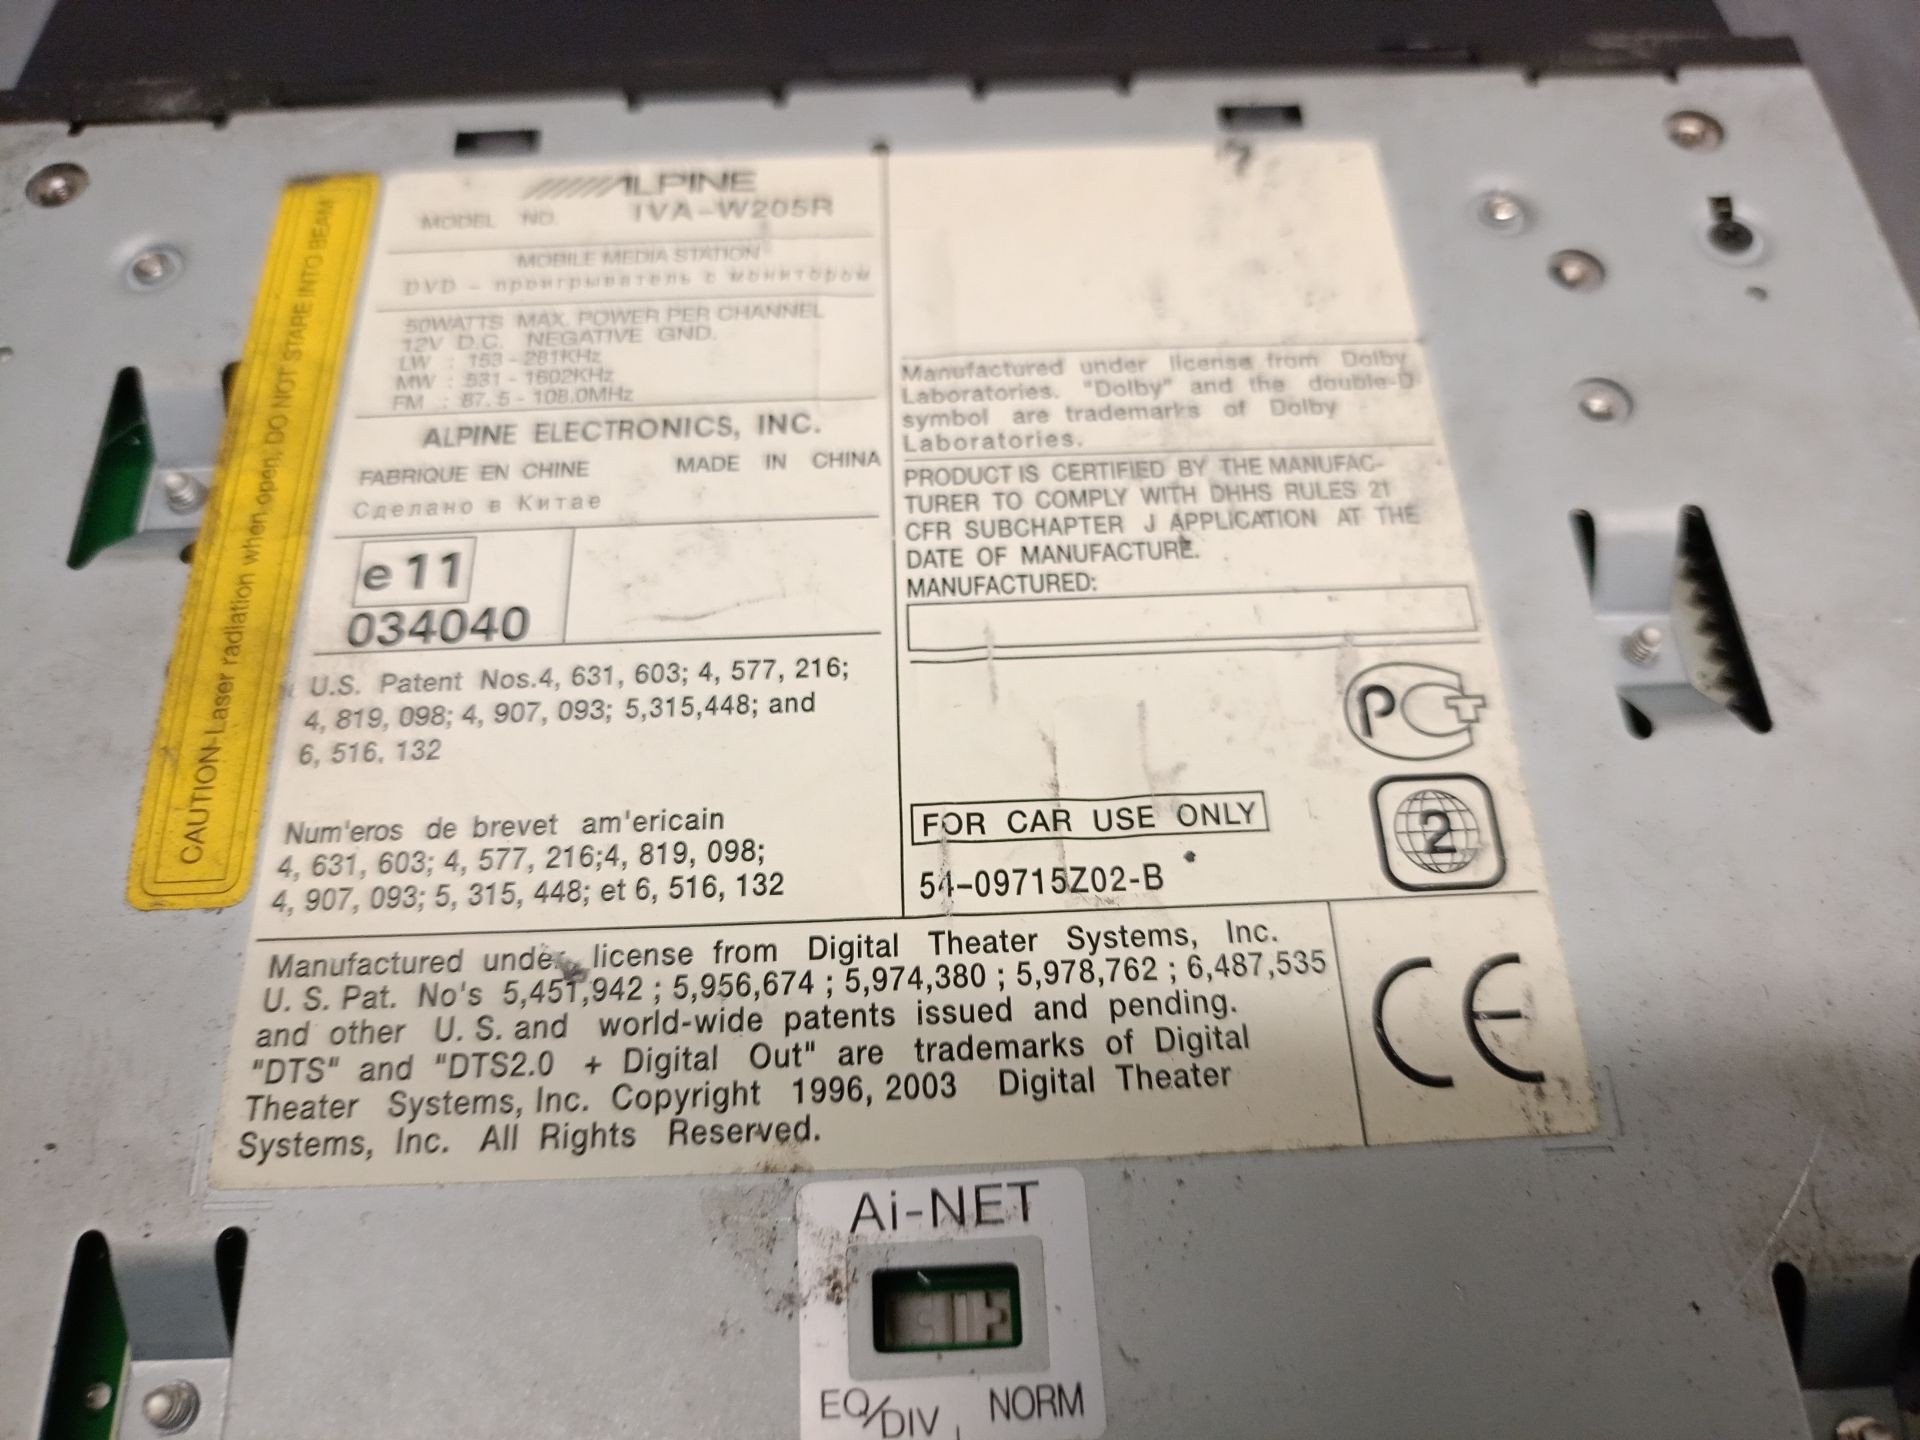 CAUTION-Laser radiation when open, DO NOT STARE INTO BEAM
ALPINE
MODEL NO. IVA-W205R
MOBILE MEDIA STATION
DVD - проигрыватель с монитором
50WATTS MAX. POWER PER CHANNEL
12V D.C. NEGATIVE GND.
LW : 153 - 281KHz
MW : 531 - 1602KHz
FM : 87.5 - 108.0MHz
ALPINE ELECTRONICS, INC.
FABRIQUE EN CHINE MADE IN CHINA
Сделано в Китае
e11
034040
U.S. Patent Nos.4, 631, 603; 4, 577, 216;
4, 819, 098; 4, 907, 093; 5,315,448; and
6, 516, 132
Num'eros de brevet am'ericain
4, 631, 603; 4, 577, 216;4, 819, 098;
4, 907, 093; 5, 315, 448; et 6, 516, 132
Manufactured under license from Dolby
Laboratories. "Dolby" and the double-D
symbol are trademarks of Dolby
Laboratories.
PRODUCT IS CERTIFIED BY THE MANUFAC-
TURER TO COMPLY WITH DHHS RULES 21
CFR SUBCHAPTER J APPLICATION AT THE
DATE OF MANUFACTURE.
MANUFACTURED:
PC+
FOR CAR USE ONLY
2
54-09715Z02-B
Manufactured under license from Digital Theater Systems, Inc.
U. S. Pat. No's 5,451,942 ; 5,956,674 ; 5,974,380 ; 5,978,762 ; 6,487,535
and other U. S. and world-wide patents issued and pending.
"DTS" and "DTS2.0 + Digital Out" are trademarks of Digital
Theater Systems, Inc. Copyright 1996, 2003 Digital Theater
Systems, Inc. All Rights Reserved.
CE
Ai-NET
EQ/DIV NORM